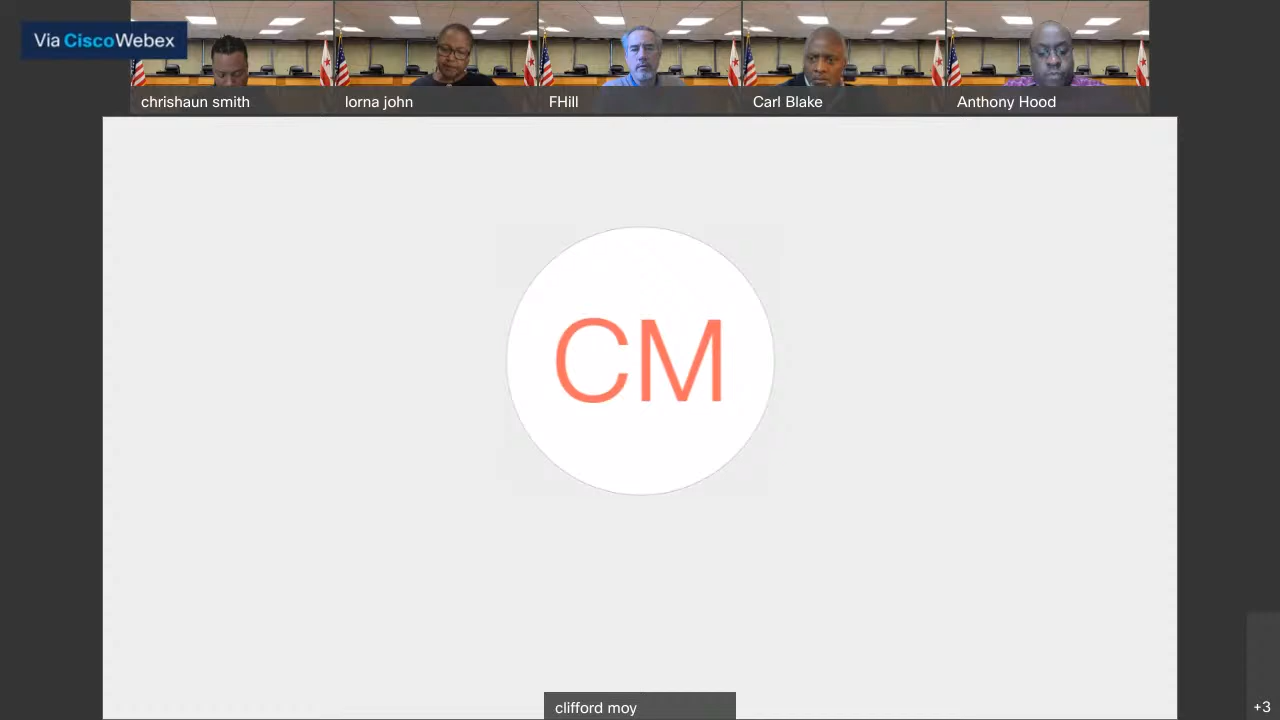 Via CiscoWebex
chrishaun smith
lorna john
FHill
Carl Blake
Anthony Hood
CM
clifford moy
+3